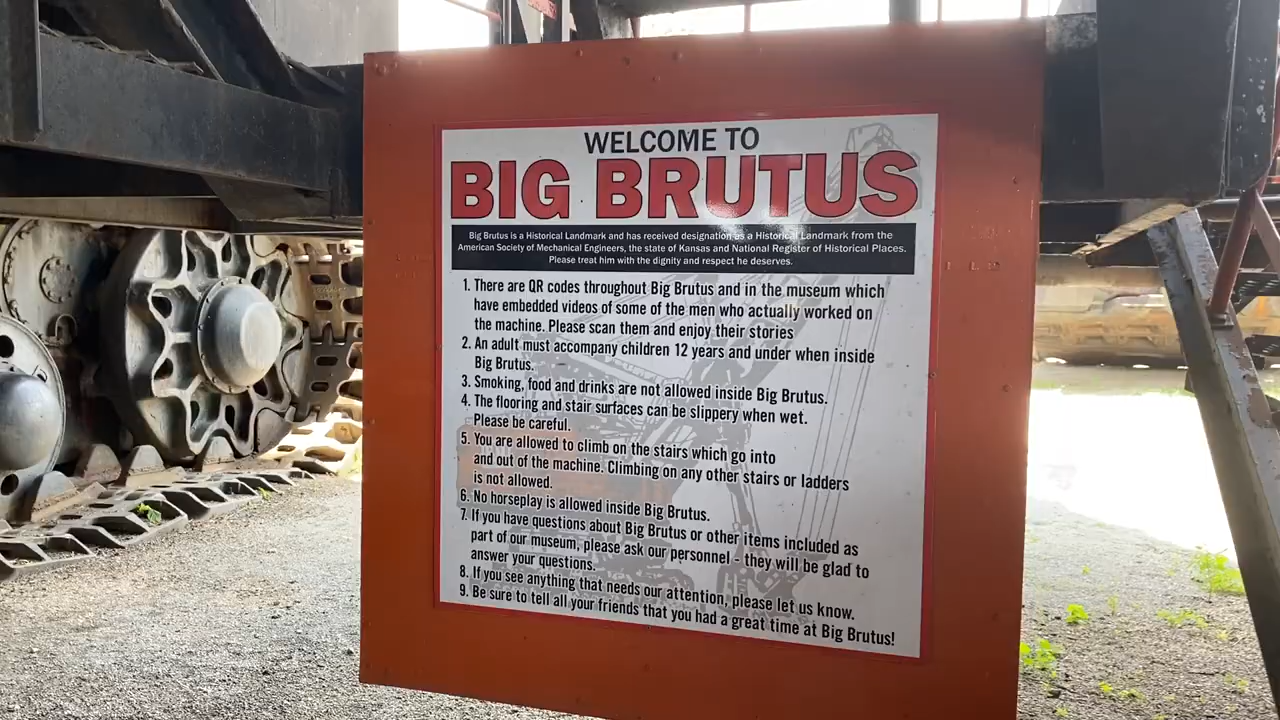 WELCOME TO
BIG BRUTUS
Big Brutus is a Historical Landmark and has received designation as a Historical Landmark from the
American Society of Mechanical Engineers, the state of Kansas and National Register of Historical Places.
Please treat him with the dignity and respect he deserves.
1. There are QR codes throughout Big Brutus and in the museum which
have embedded videos of some of the men who actually worked on
the machine. Please scan them and enjoy their stories
2. An adult must accompany children 12 years and under when inside
Big Brutus.
3. Smoking, food and drinks are not allowed inside Big Brutus.
4. The flooring and stair surfaces can be slippery when wet.
Please be careful.
5. You are allowed to climb on the stairs which go into
and out of the machine. Climbing on any other stairs or ladders
is not allowed.
6. No horseplay is allowed inside Big Brutus.
7. If you have questions about Big Brutus or other items included as
part of our museum, please ask our personnel - they will be glad to
answer your questions.
8. If you see anything that needs our attention, please let us know.
9. Be sure to tell all your friends that you had a great time at Big Brutus!